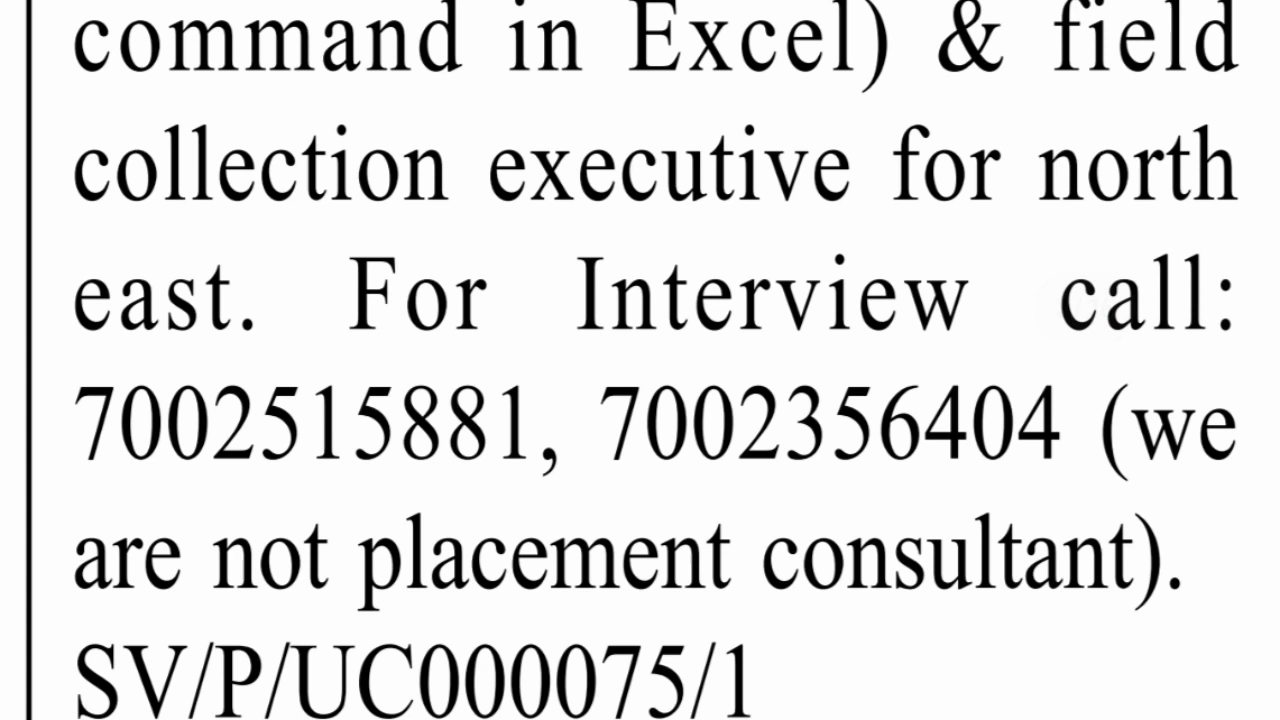 command in Excel) & field
collection executive for north
east. For Interview call:
7002515881, 7002356404 (we
are not placement consultant).
SV/P/UC000075/1